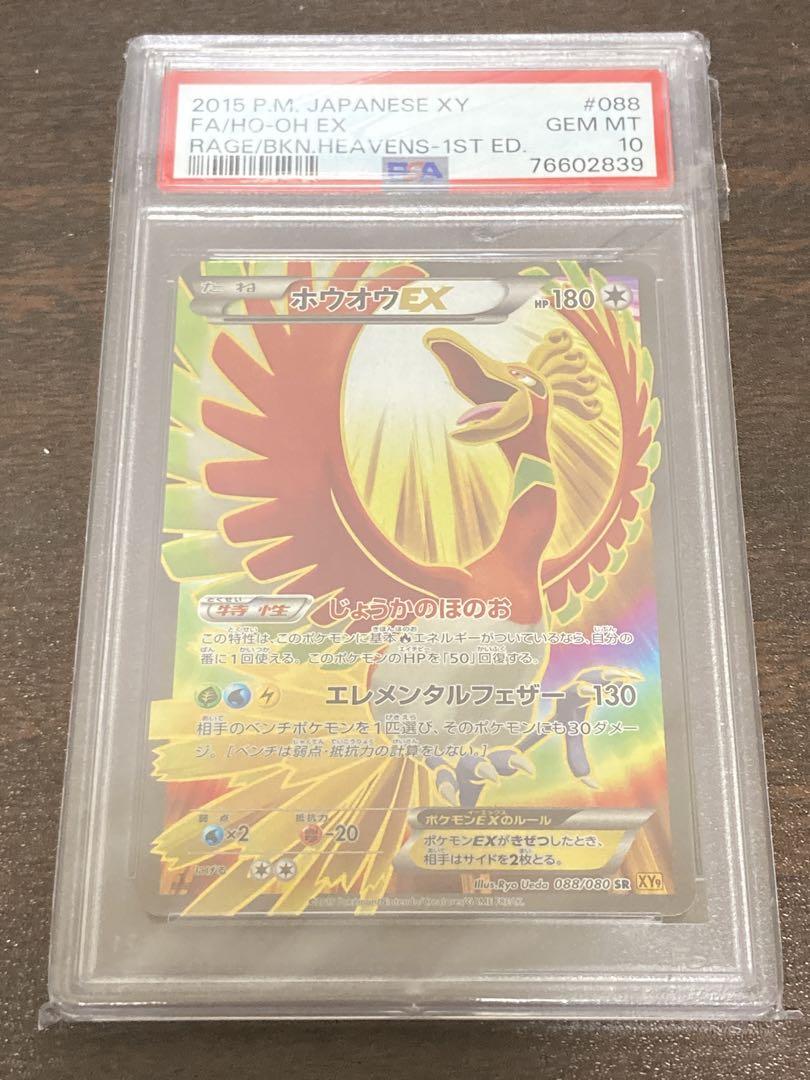 2015 P.M. JAPANESE XY #088
FA/HO-OH EX GEM MT
RAGE/BKN.HEAVENS-1ST ED. 10
PSA 76602839
たね ホウオウEX HP180
とくせい
特性 じょうかのほのお
この特性は、このポケモンに基本エネルギーがついているなら、自分の
番に1回使える。このポケモンのHPを「50」回復する。
エレメンタルフェザー 130
相手のベンチポケモンを1匹選び、そのポケモンにも30ダメー
ジ。[ベンチは弱点・抵抗力の計算をしない。]
弱点 抵抗力
×2 -20
にげる
ポケモンEXのルール
ポケモンEXがきぜつしたとき、
相手はサイドを2枚とる。
Illus.Ryo Ueda 088/080 SR XY9
©2015 Pokémon/Nintendo/Creatures/GAME FREAK.